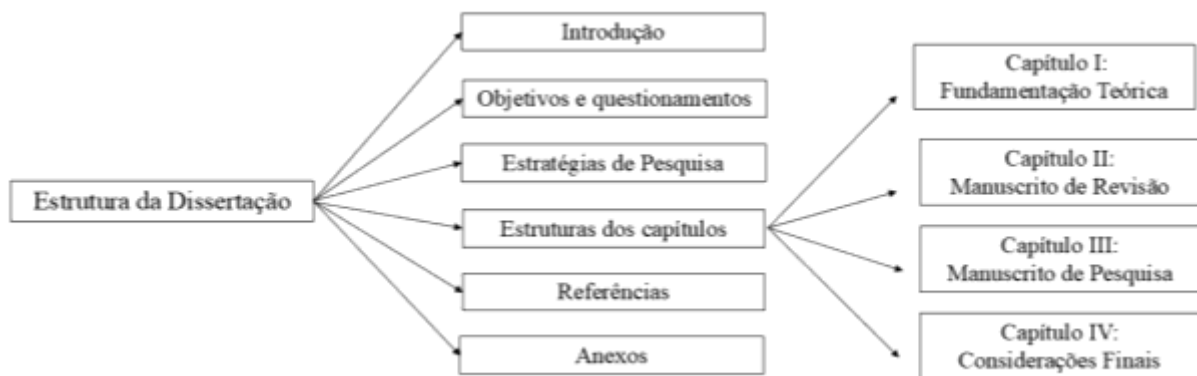 Estrutura da Dissertação
Introdução
Objetivos e questionamentos
Estratégias de Pesquisa
Estruturas dos capítulos
Referências
Anexos
Capítulo I:
Fundamentação Teórica
Capítulo II:
Manuscrito de Revisão
Capítulo III:
Manuscrito de Pesquisa
Capítulo IV:
Considerações Finais